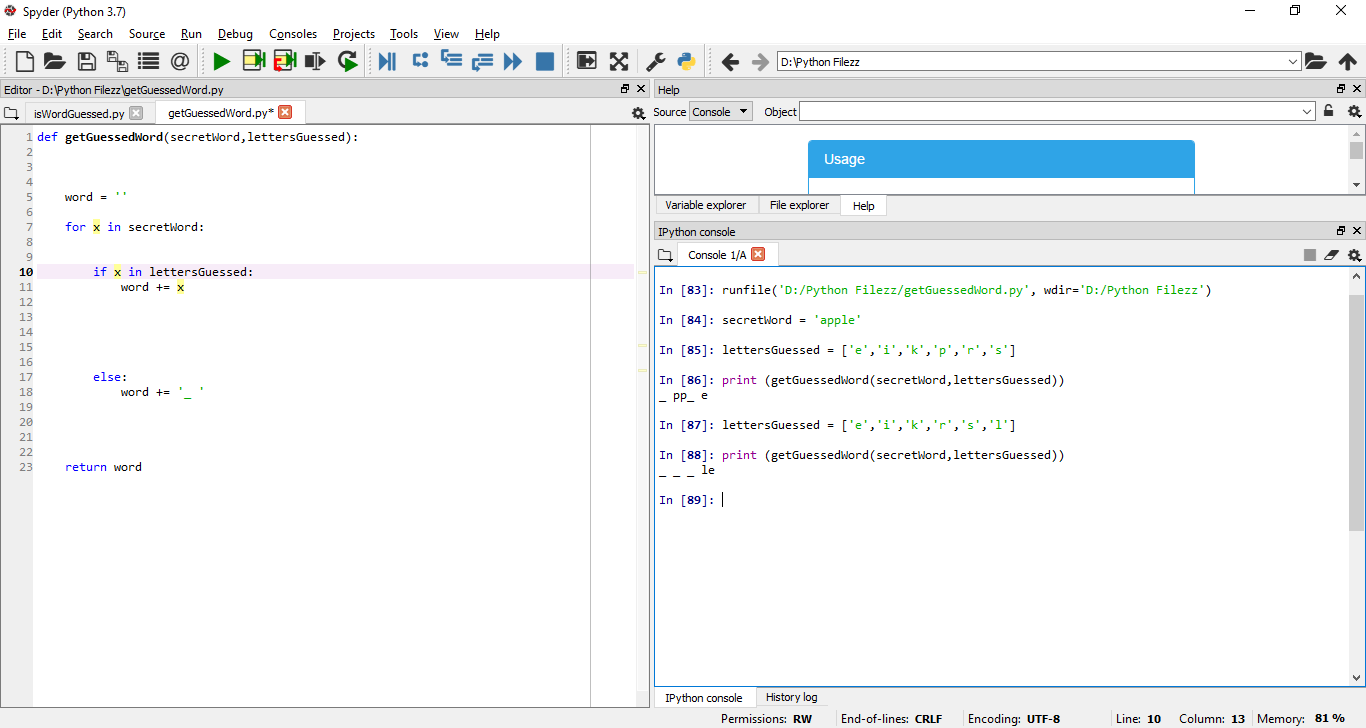 Spyder (Python 3.7)
File Edit Search Source Run Debug Consoles Projects Tools View Help
D:\Python Filezz
Editor - D:\Python Filezz\getGuessedWord.py
isWordGuessed.py getGuessedWord.py*
1 def getGuessedWord(secretWord,lettersGuessed):
2
3
4
5 word = ''
6
7 for x in secretWord:
8
9
10 if x in lettersGuessed:
11 word += x
12
13
14
15
16
17 else:
18 word += '_ '
19
20
21
22
23 return word
Help
Source Console Object
Usage
Variable explorer File explorer Help
IPython console
Console 1/A
In [83]: runfile('D:/Python Filezz/getGuessedWord.py', wdir='D:/Python Filezz')
In [84]: secretWord = 'apple'
In [85]: lettersGuessed = ['e','i','k','p','r','s']
In [86]: print (getGuessedWord(secretWord,lettersGuessed))
_ pp_ e
In [87]: lettersGuessed = ['e','i','k','r','s','l']
In [88]: print (getGuessedWord(secretWord,lettersGuessed))
_ _ _ le
In [89]:
IPython console History log
Permissions: RW End-of-lines: CRLF Encoding: UTF-8 Line: 10 Column: 13 Memory: 81 %